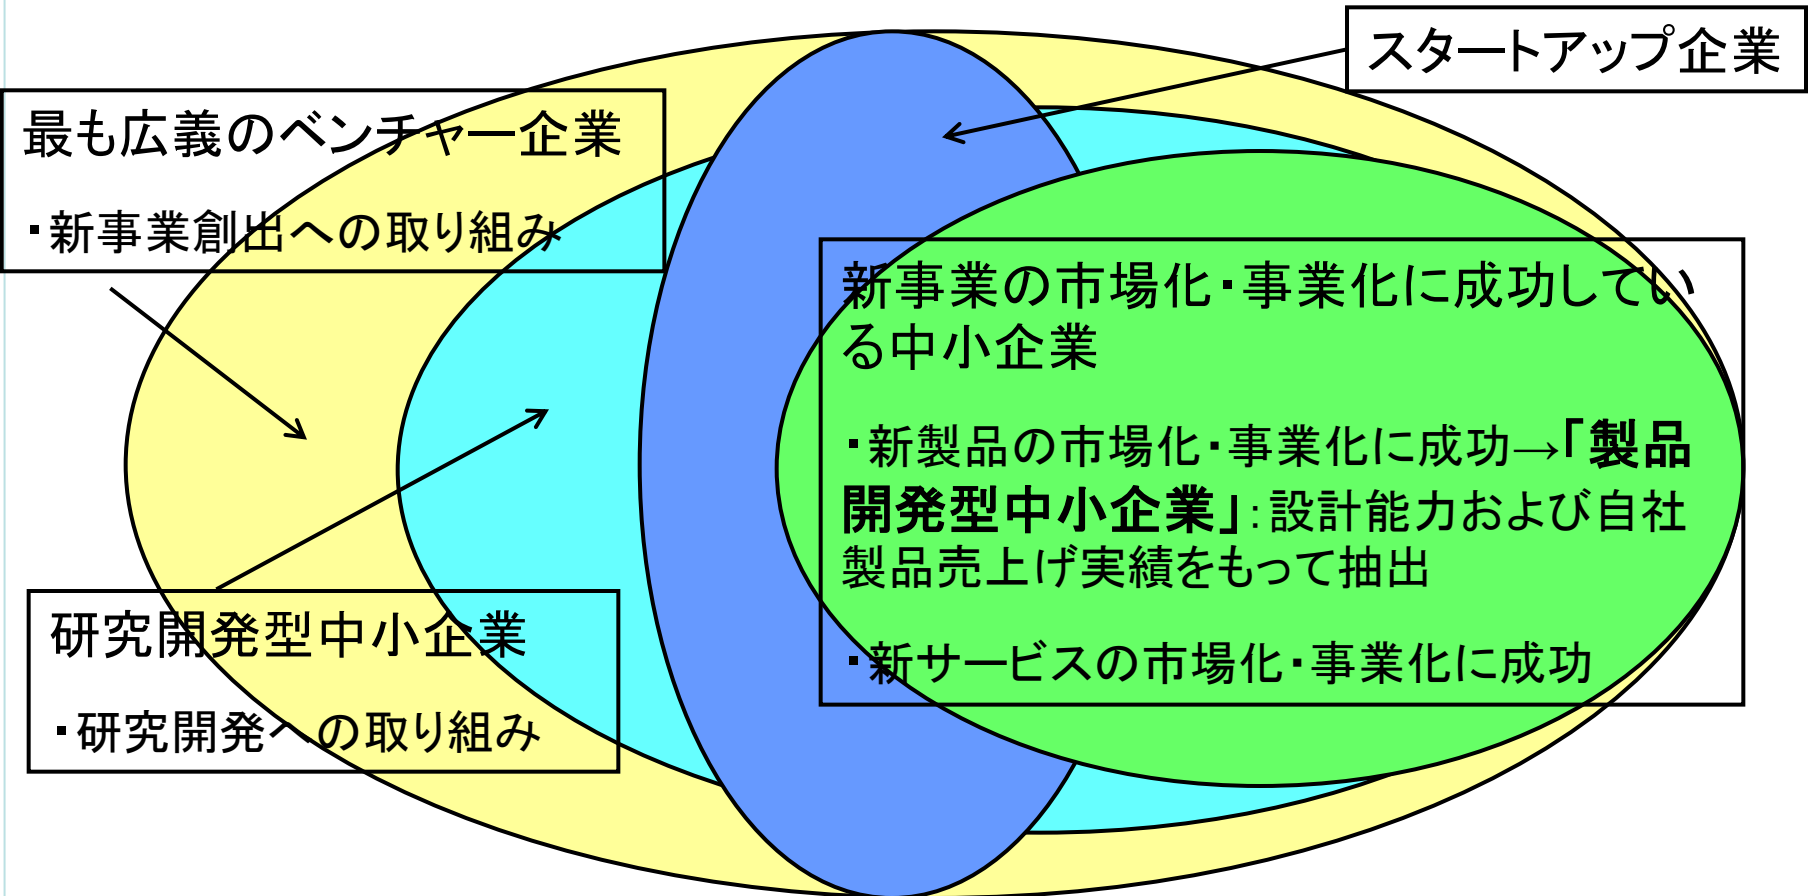 スタートアップ企業
最も広義のベンチャー企業
・新事業創出への取り組み
新事業の市場化・事業化に成功してい
る中小企業
・新製品の市場化・事業化に成功→「製品
開発型中小企業」:設計能力および自社
製品売上げ実績をもって抽出
・新サービスの市場化・事業化に成功
研究開発型中小企業
・研究開発への取り組み